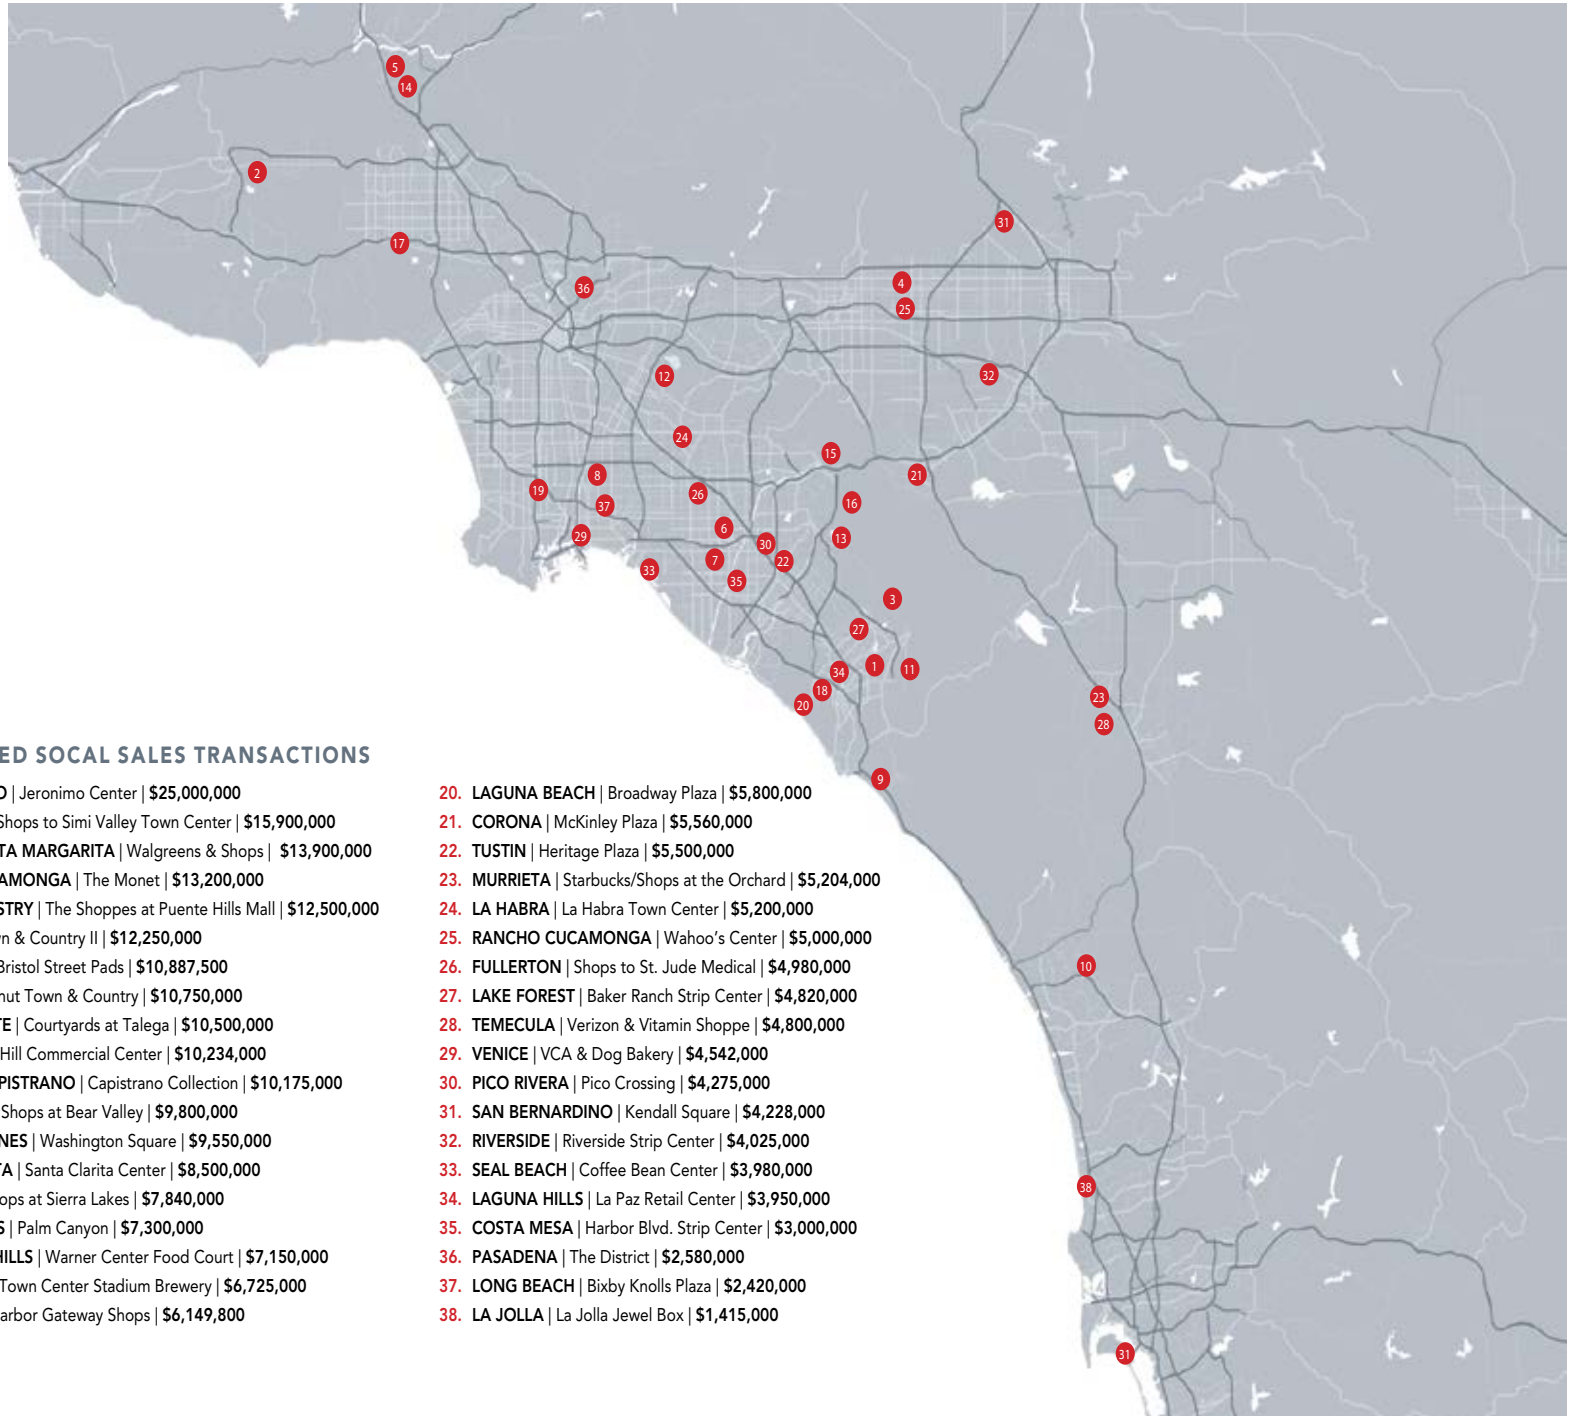 5
14
2
31
17
4
36
25
12
32
24
15
8
21
19
26
37
16
6
29
13
30
7
22
33
35
3
27
1
11
34
18
23
20
28
9
10
38
31
ED SOCAL SALES TRANSACTIONS
O | Jeronimo Center | $25,000,000
Shops to Simi Valley Town Center | $15,900,000
TA MARGARITA | Walgreens & Shops | $13,900,000
AMONGA | The Monet | $13,200,000
STRY | The Shoppes at Puente Hills Mall | $12,500,000
n & Country II | $12,250,000
Bristol Street Pads | $10,887,500
nut Town & Country | $10,750,000
TE | Courtyards at Talega | $10,500,000
Hill Commercial Center | $10,234,000
PISTRANO | Capistrano Collection | $10,175,000
Shops at Bear Valley | $9,800,000
NES | Washington Square | $9,550,000
TA | Santa Clarita Center | $8,500,000
ops at Sierra Lakes | $7,840,000
S | Palm Canyon | $7,300,000
HILLS | Warner Center Food Court | $7,150,000
Town Center Stadium Brewery | $6,725,000
arbor Gateway Shops | $6,149,800
20. LAGUNA BEACH | Broadway Plaza | $5,800,000
21. CORONA | McKinley Plaza | $5,560,000
22. TUSTIN | Heritage Plaza | $5,500,000
23. MURRIETA | Starbucks/Shops at the Orchard | $5,204,000
24. LA HABRA | La Habra Town Center | $5,200,000
25. RANCHO CUCAMONGA | Wahoo's Center | $5,000,000
26. FULLERTON | Shops to St. Jude Medical | $4,980,000
27. LAKE FOREST | Baker Ranch Strip Center | $4,820,000
28. TEMECULA | Verizon & Vitamin Shoppe | $4,800,000
29. VENICE | VCA & Dog Bakery | $4,542,000
30. PICO RIVERA | Pico Crossing | $4,275,000
31. SAN BERNARDINO | Kendall Square | $4,228,000
32. RIVERSIDE | Riverside Strip Center | $4,025,000
33. SEAL BEACH | Coffee Bean Center | $3,980,000
34. LAGUNA HILLS | La Paz Retail Center | $3,950,000
35. COSTA MESA | Harbor Blvd. Strip Center | $3,000,000
36. PASADENA | The District | $2,580,000
37. LONG BEACH | Bixby Knolls Plaza | $2,420,000
38. LA JOLLA | La Jolla Jewel Box | $1,415,000